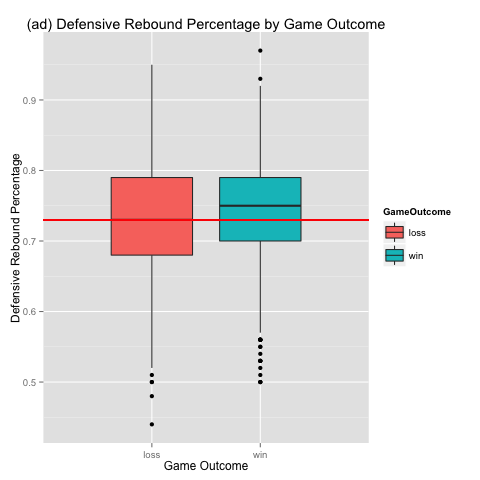 (ad) Defensive Rebound Percentage by Game Outcome
Defensive Rebound Percentage
0.9
0.8
0.7
0.6
0.5
loss
win
Game Outcome
GameOutcome
loss
win